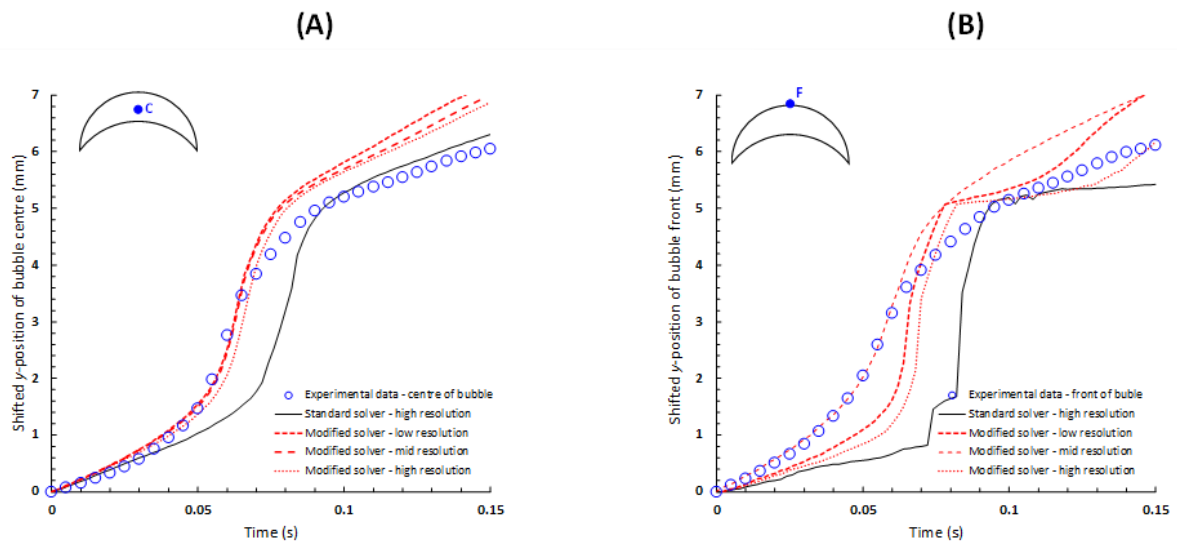 (A)
(B)
Shifted y-position of bubble centre (mm)
7
6
5
4
3
2
1
0
C
Experimental data - centre of bubble
Standard solver - high resolution
Modified solver - low resolution
Modified solver - mid resolution
Modified solver - high resolution
0
0.05
0.1
0.15
Time (s)
Shifted y-position of bubble front (mm)
7
6
5
4
3
2
1
0
F
Experimental data - front of buble
Standard solver - high resolution
Modified solver - low resolution
Modified solver - mid resolution
Modified solver - high resolution
0
0.05
0.1
0.15
Time (s)